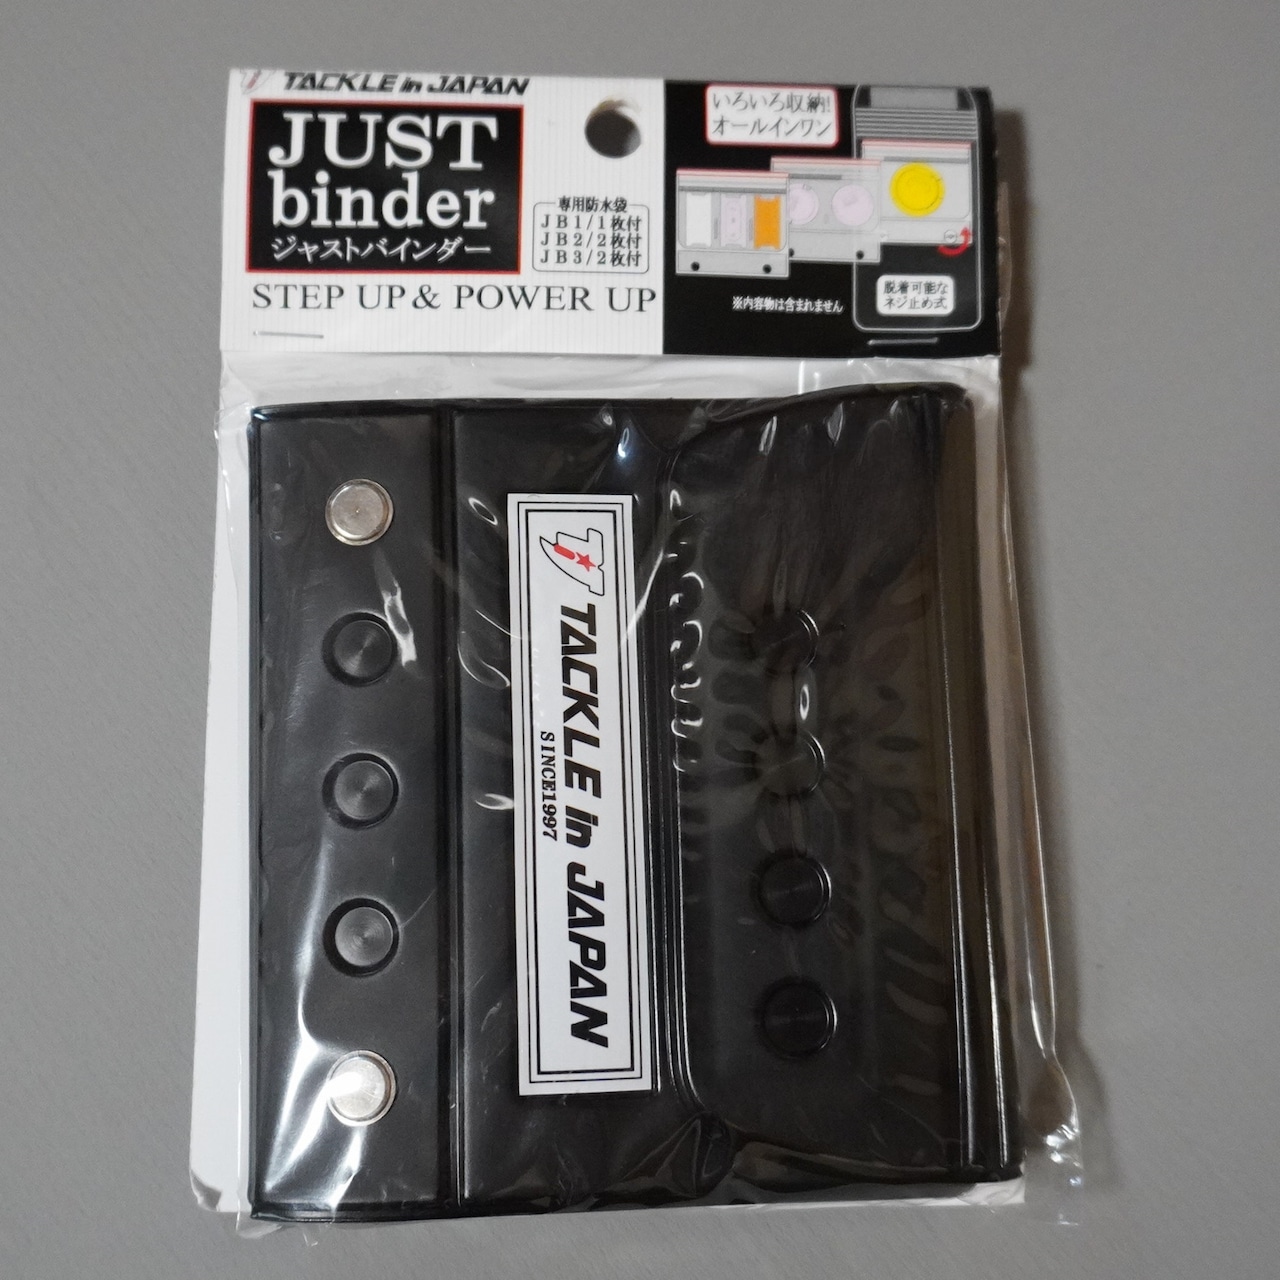 TACKLE in JAPAN
JUST
binder
ジャストバインダー
専用防水袋
JB1/1枚付
JB2/2枚付
JB3/2枚付
STEP UP & POWER UP
いろいろ収納!
オールインワン
※内容物は含まれません
脱着可能な
ネジ止め式
TACKLE in JAPAN
SINCE1997